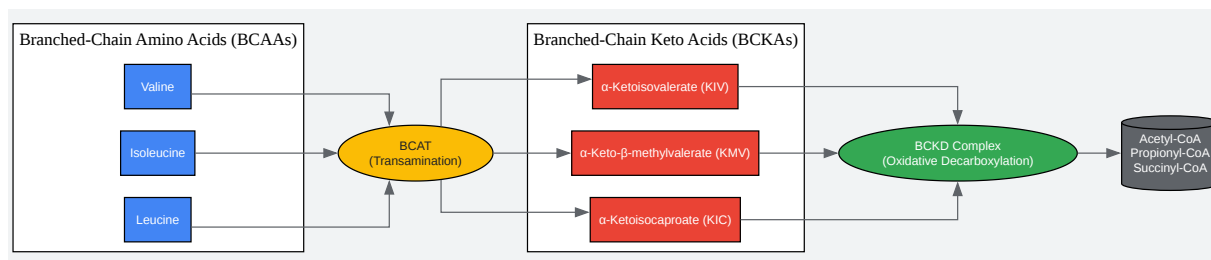 Branched-Chain Amino Acids (BCAAs)
Valine
Isoleucine
Leucine
BCAT
(Transamination)
Branched-Chain Keto Acids (BCKAs)
α-Ketoisovalerate (KIV)
α-Keto-β-methylvalerate (KMV)
α-Ketoisocaproate (KIC)
BCKD Complex
(Oxidative Decarboxylation)
Acetyl-CoA
Propionyl-CoA
Succinyl-CoA